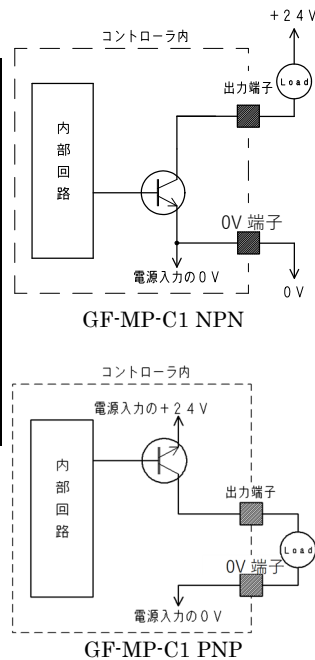 コントローラ内
+24V
Load
出力端子
内部回路
0V 端子
電源入力の0V
0V
GF-MP-C1 NPN
コントローラ内
電源入力の+24V
内部回路
出力端子
Load
0V 端子
電源入力の0V
GF-MP-C1 PNP